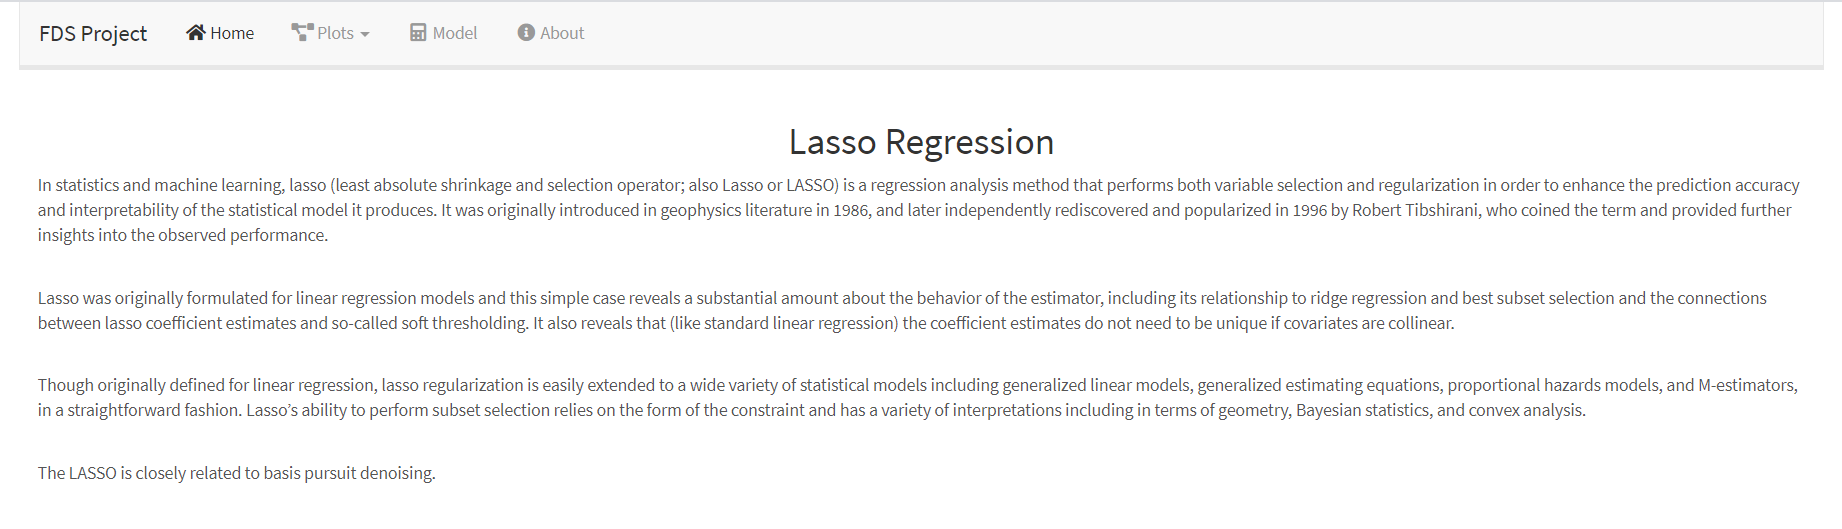 FDS Project Home Plots Model About
Lasso Regression
In statistics and machine learning, lasso (least absolute shrinkage and selection operator; also Lasso or LASSO) is a regression analysis method that performs both variable selection and regularization in order to enhance the prediction accuracy
and interpretability of the statistical model it produces. It was originally introduced in geophysics literature in 1986, and later independently rediscovered and popularized in 1996 by Robert Tibshirani, who coined the term and provided further
insights into the observed performance.
Lasso was originally formulated for linear regression models and this simple case reveals a substantial amount about the behavior of the estimator, including its relationship to ridge regression and best subset selection and the connections
between lasso coefficient estimates and so-called soft thresholding. It also reveals that (like standard linear regression) the coefficient estimates do not need to be unique if covariates are collinear.
Though originally defined for linear regression, lasso regularization is easily extended to a wide variety of statistical models including generalized linear models, generalized estimating equations, proportional hazards models, and M-estimators,
in a straightforward fashion. Lasso’s ability to perform subset selection relies on the form of the constraint and has a variety of interpretations including in terms of geometry, Bayesian statistics, and convex analysis.
The LASSO is closely related to basis pursuit denoising.